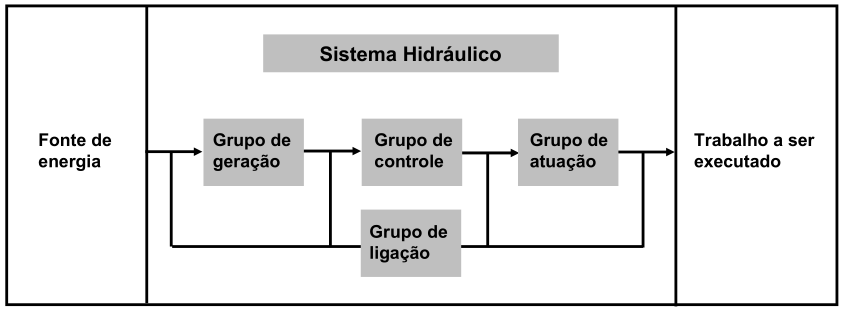 Sistema Hidráulico
Fonte de
energia
Grupo de
geração
Grupo de
controle
Grupo de
atuação
Trabalho a ser
executado
Grupo de
ligação